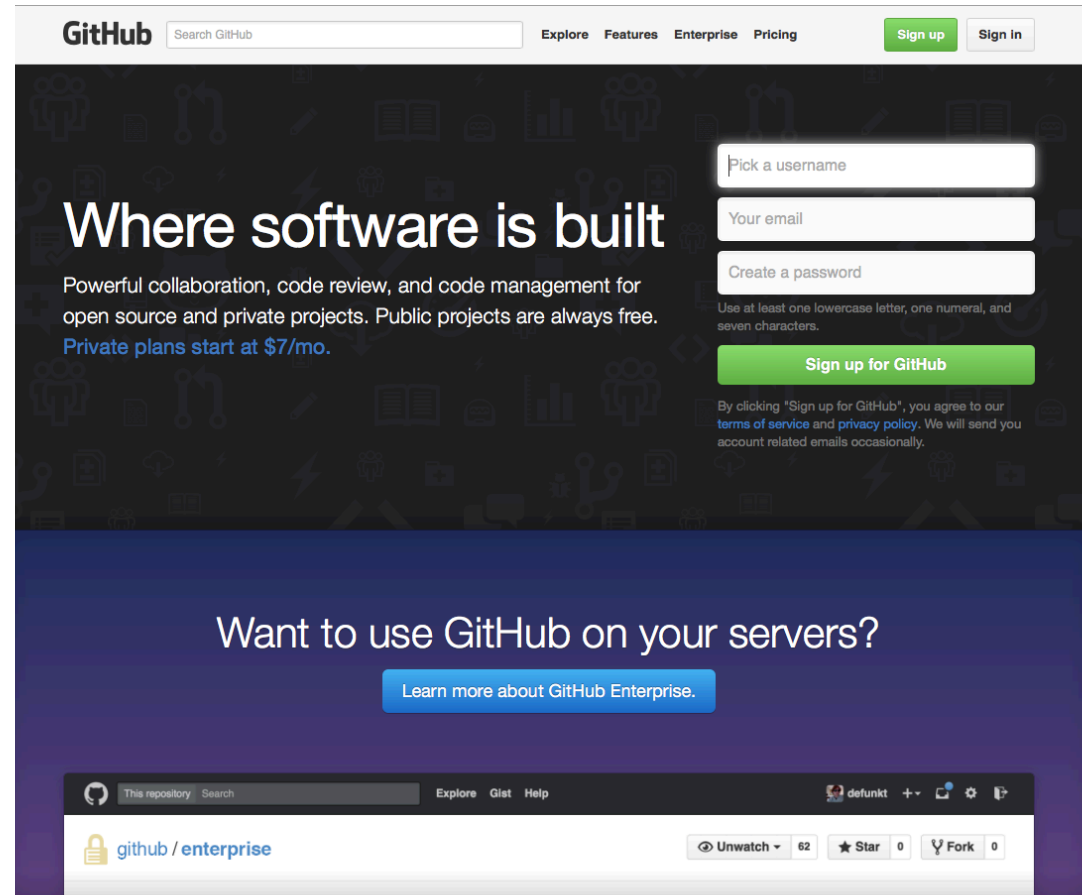 GitHub Search GitHub Explore Features Enterprise Pricing Sign up Sign in
Where software is built
Powerful collaboration, code review, and code management for
open source and private projects. Public projects are always free.
Private plans start at $7/mo.
Pick a username
Your email
Create a password
Use at least one lowercase letter, one numeral, and
seven characters.
Sign up for GitHub
By clicking "Sign up for GitHub", you agree to our
terms of service and privacy policy. We will send you
account related emails occasionally.
Want to use GitHub on your servers?
Learn more about GitHub Enterprise.
This repository Search Explore Gist Help defunkt
github / enterprise Unwatch 62 Star 0 Fork 0